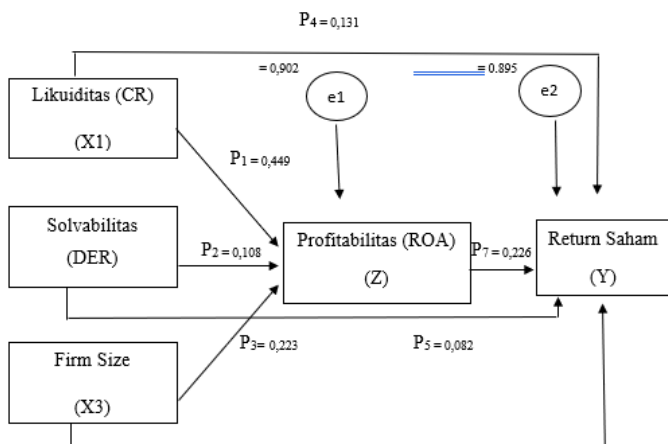 P4 = 0,131
= 0,902
= 0.895
e1
e2
Likuiditas (CR)
(X1)
P1 = 0,449
Solvabilitas
(DER)
P2 = 0,108
Profitabilitas (ROA)
(Z)
P7 = 0,226
Return Saham
(Y)
P3= 0,223
P5 = 0,082
Firm Size
(X3)